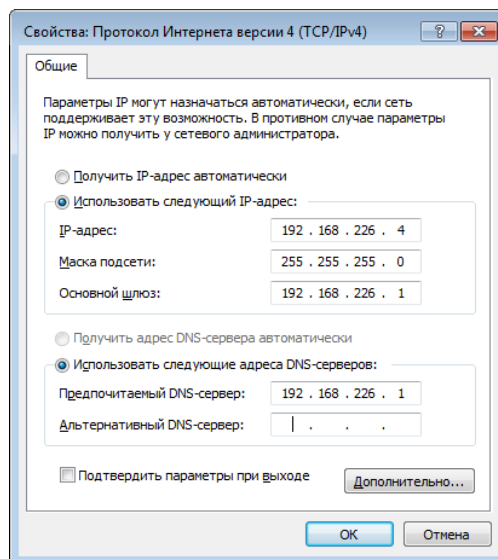 Свойства: Протокол Интернета версии 4 (TCP/IPv4)
Общие
Параметры IP могут назначаться автоматически, если сеть
поддерживает эту возможность. В противном случае параметры
IP можно получить у сетевого администратора.
Получить IP-адрес автоматически
Использовать следующий IP-адрес:
IP-адрес: 192 . 168 . 226 . 4
Маска подсети: 255 . 255 . 255 . 0
Основной шлюз: 192 . 168 . 226 . 1
Получить адрес DNS-сервера автоматически
Использовать следующие адреса DNS-серверов:
Предпочитаемый DNS-сервер: 192 . 168 . 226 . 1
Альтернативный DNS-сервер: . . .
Подтвердить параметры при выходе
Дополнительно...
OK Отмена